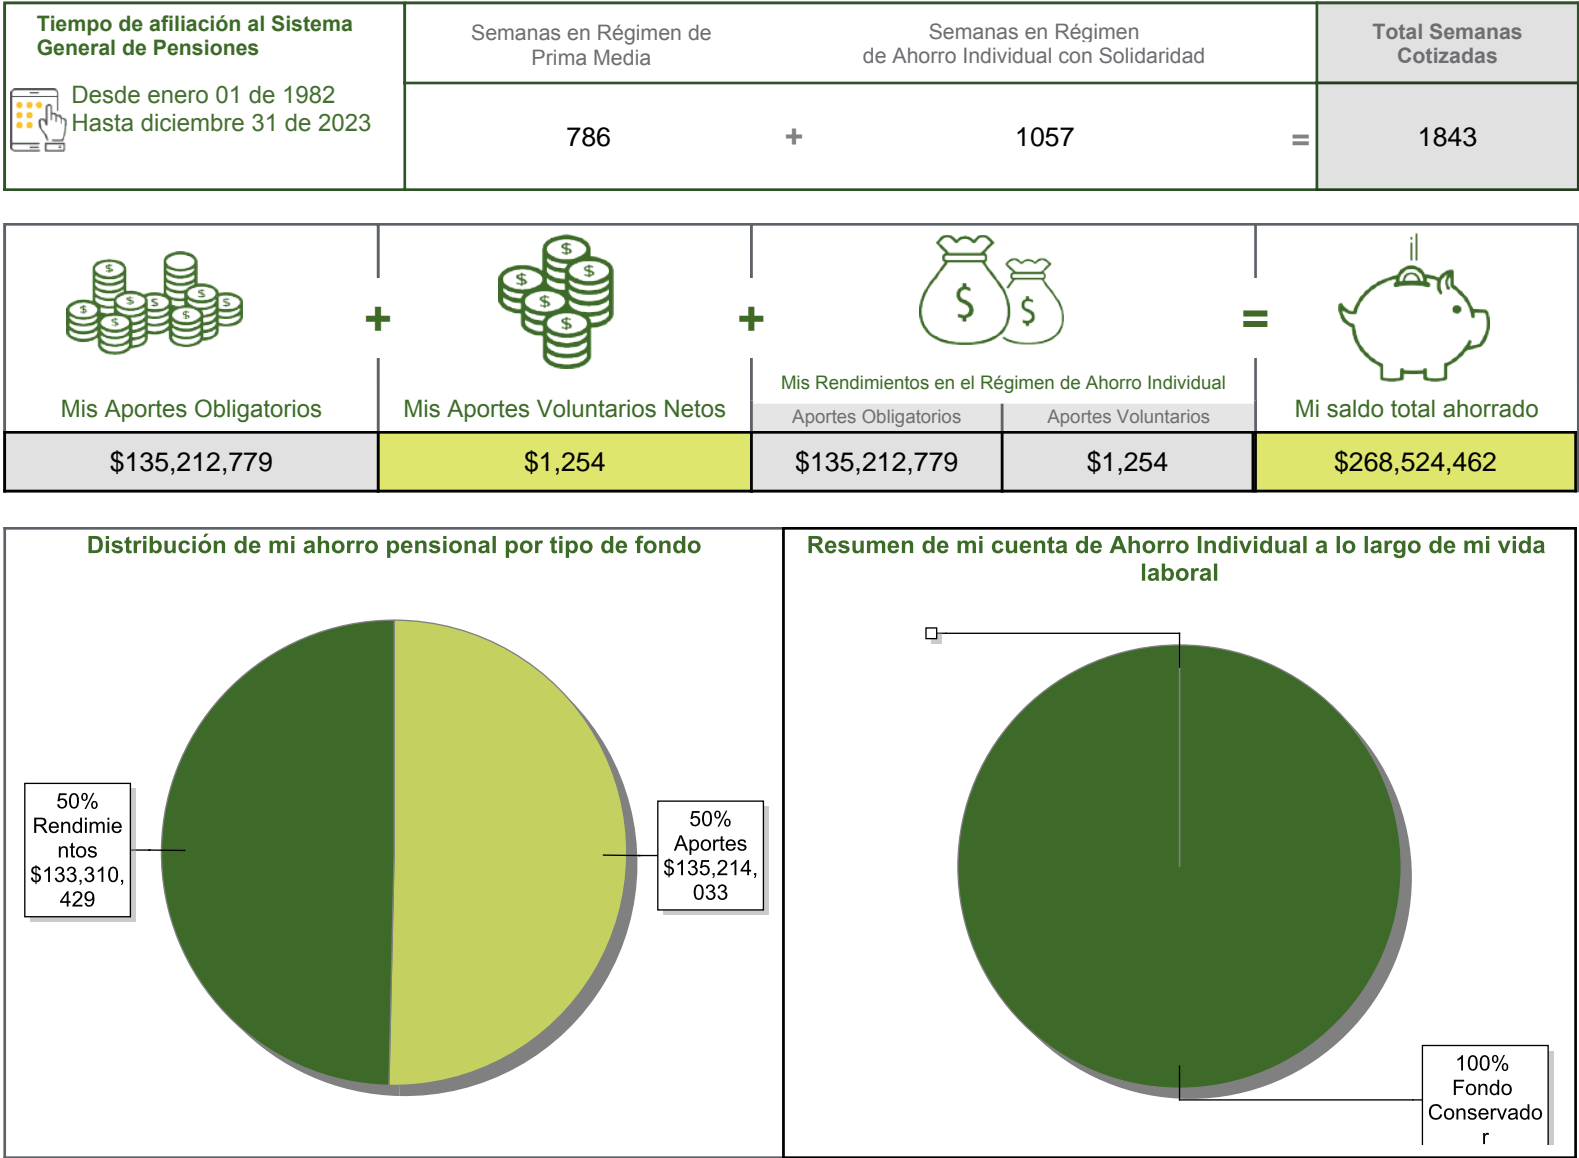 Tiempo de afiliación al Sistema
General de Pensiones
Desde enero 01 de 1982
Hasta diciembre 31 de 2023
Semanas en Régimen de
Prima Media
Semanas en Régimen
de Ahorro Individual con Solidaridad
Total Semanas
Cotizadas
786 + 1057 = 1843
+ + =
Mis Aportes Obligatorios
Mis Aportes Voluntarios Netos
Mis Rendimientos en el Régimen de Ahorro Individual
Aportes Obligatorios
Aportes Voluntarios
Mi saldo total ahorrado
$135,212,779
$1,254
$135,212,779
$1,254
$268,524,462
Distribución de mi ahorro pensional por tipo de fondo
50%
Rendimie
ntos
$133,310,
429
50%
Aportes
$135,214,
033
Resumen de mi cuenta de Ahorro Individual a lo largo de mi vida
laboral
100%
Fondo
Conservado
r